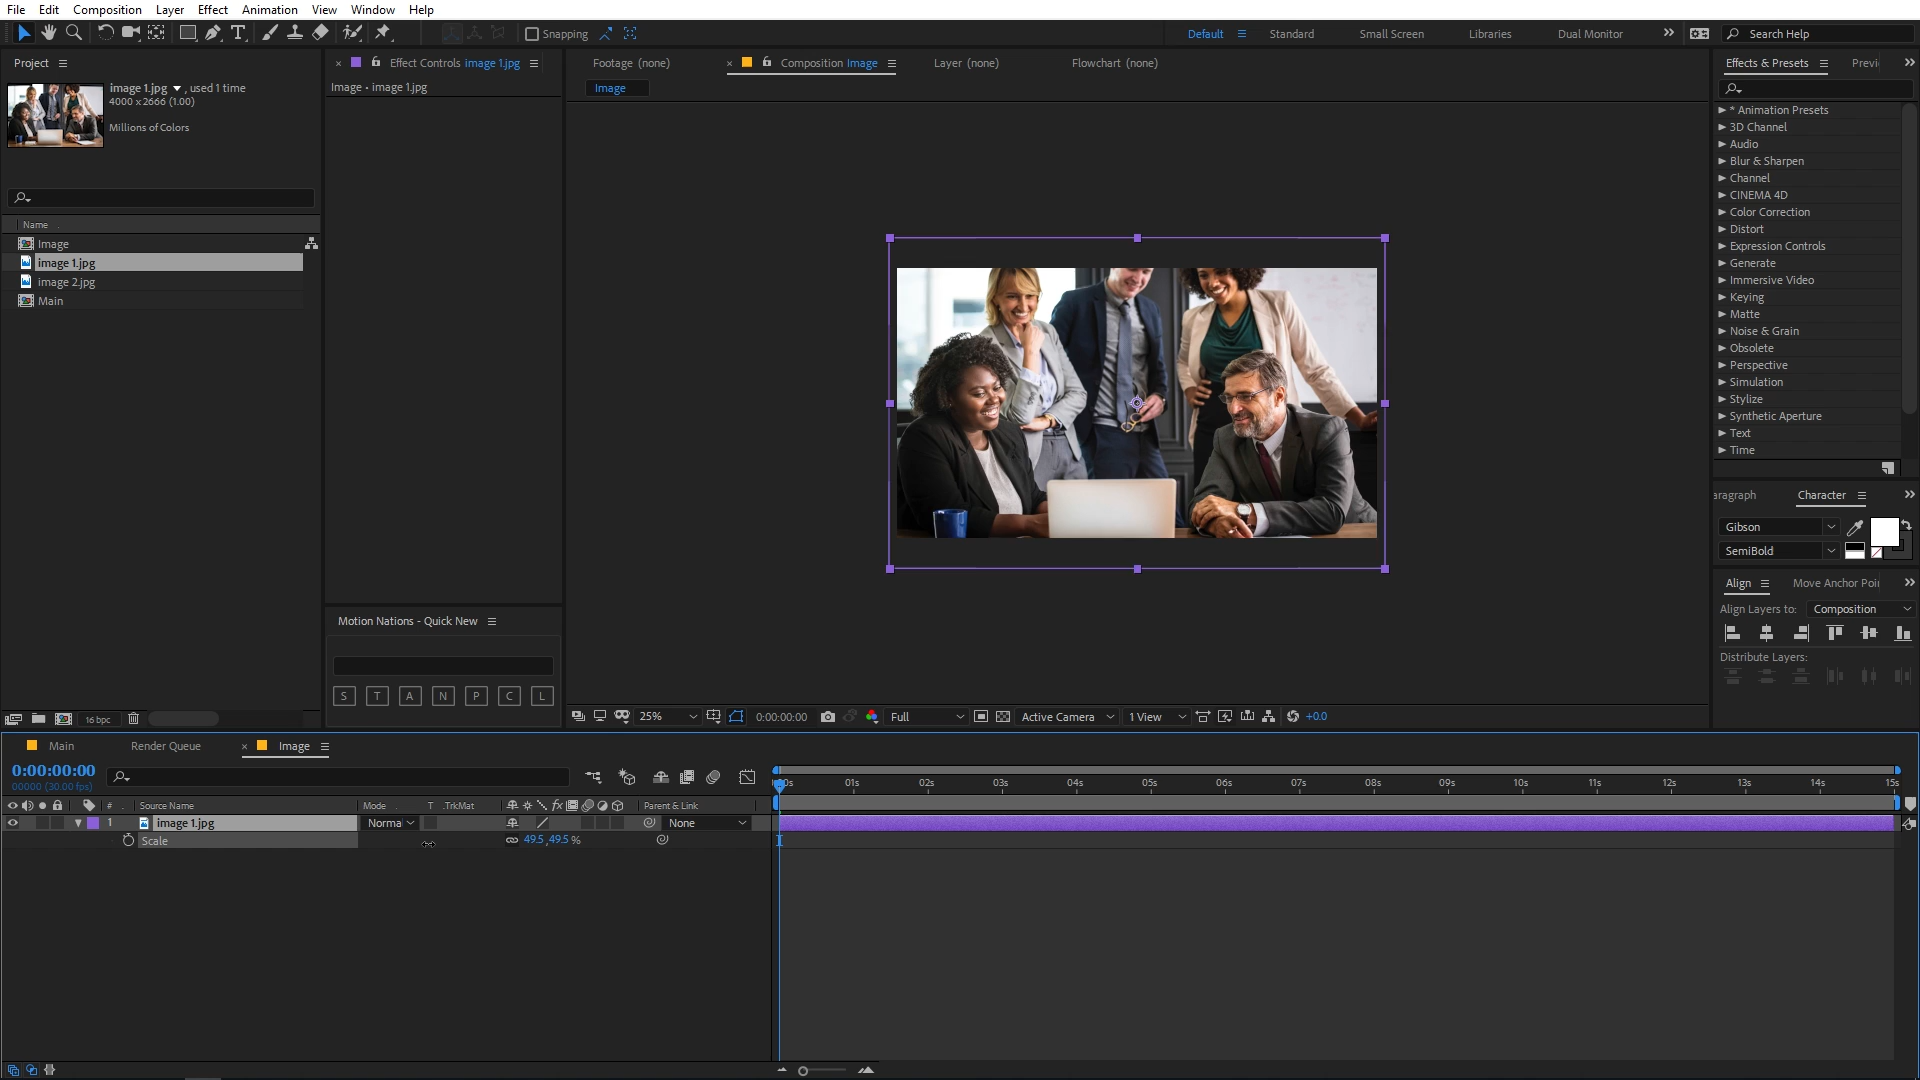 File Edit Composition Layer Effect Animation View Window Help
Snapping
Default Standard Small Screen Libraries Dual Monitor Search Help
Project
image 1.jpg , used 1 time
4000 x 2666 (1.00)
Millions of Colors
Name
Image
image 1.jpg
image 2.jpg
Main
16 bpc
Effect Controls image 1.jpg
Image • image 1.jpg
Motion Nations - Quick New
S T A N P C L
Footage (none) Composition Image Layer (none) Flowchart (none)
Image
25% 0:00:00:00 Full Active Camera 1 View +0.0
Effects & Presets Previ
* Animation Presets
3D Channel
Audio
Blur & Sharpen
Channel
CINEMA 4D
Color Correction
Distort
Expression Controls
Generate
Immersive Video
Keying
Matte
Noise & Grain
Obsolete
Perspective
Simulation
Stylize
Synthetic Aperture
Text
Time
aragraph Character
Gibson
SemiBold
Align Move Anchor Poi
Align Layers to: Composition
Distribute Layers:
Main Render Queue Image
0:00:00:00
00000 (30.00 fps)
# Source Name Mode T .TrkMat Parent & Link
1 image 1.jpg Norma None
Scale 49.5,49.5 %
01s 02s 03s 04s 05s 06s 07s 08s 09s 10s 11s 12s 13s 14s 15s